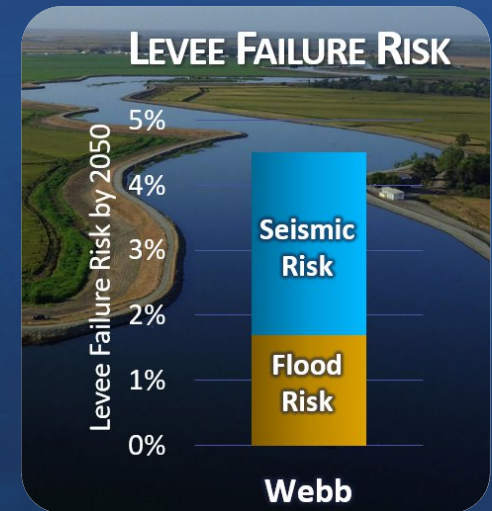 LEVEE FAILURE RISK
Levee Failure Risk by 2050
5%
4%
3%
2%
1%
0%
Seismic
Risk
Flood
Risk
Webb